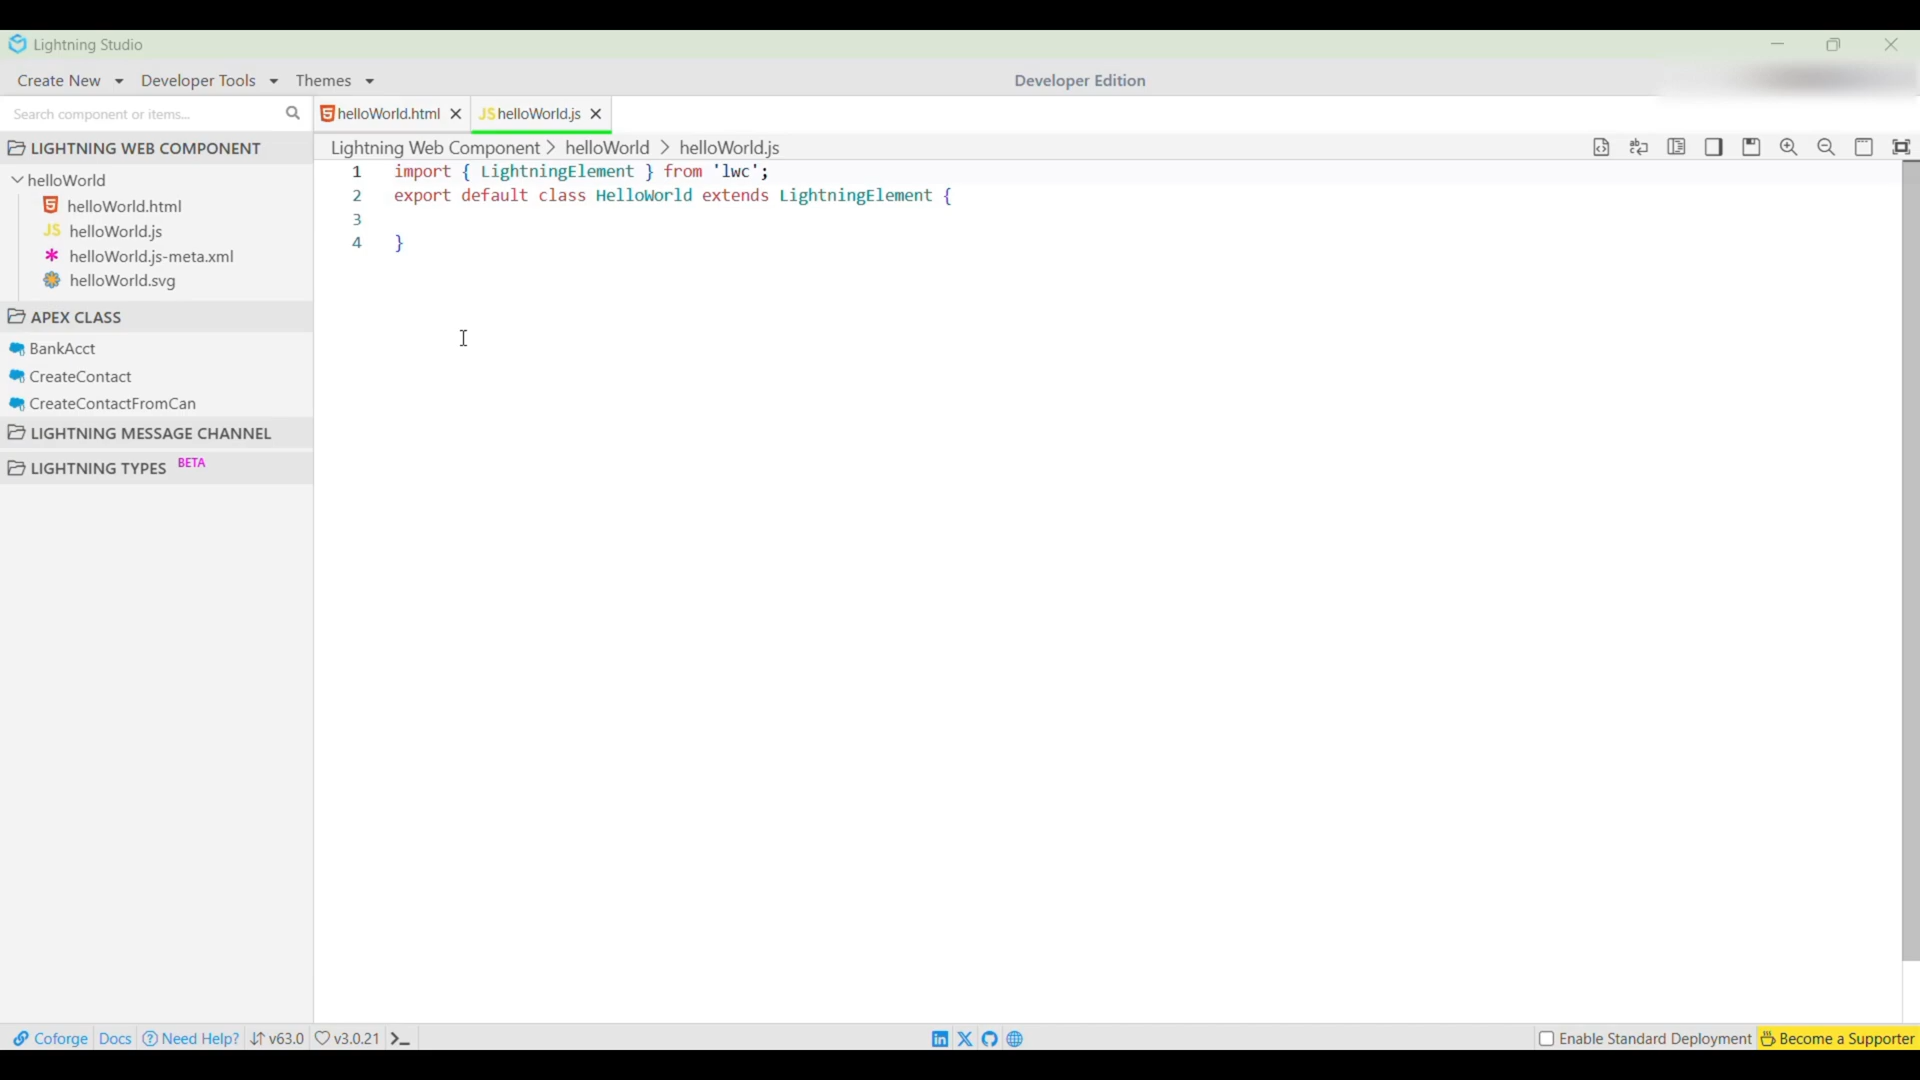 Lightning Studio
Create New Developer Tools Themes Developer Edition
Search component or items... helloWorld.html JS helloWorld.js
LIGHTNING WEB COMPONENT Lightning Web Component > helloWorld > helloWorld.js
1 import { LightningElement } from 'lwc';
helloWorld
2 export default class HelloWorld extends LightningElement {
helloWorld.html
3
JS helloWorld.js
4 }
helloWorld.js-meta.xml
helloWorld.svg
APEX CLASS
BankAcct
CreateContact
CreateContactFromCan
LIGHTNING MESSAGE CHANNEL
LIGHTNING TYPES BETA
Coforge Docs Need Help? v63.0 v3.0.21 Enable Standard Deployment Become a Supporter